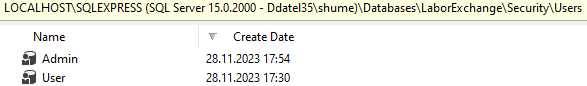 LOCALHOST\SQLEXPRESS (SQL Server 15.0.2000 - Ddatel35\shume)\Databases\LaborExchange\Security\Users
Name Create Date
Admin 28.11.2023 17:54
User 28.11.2023 17:30